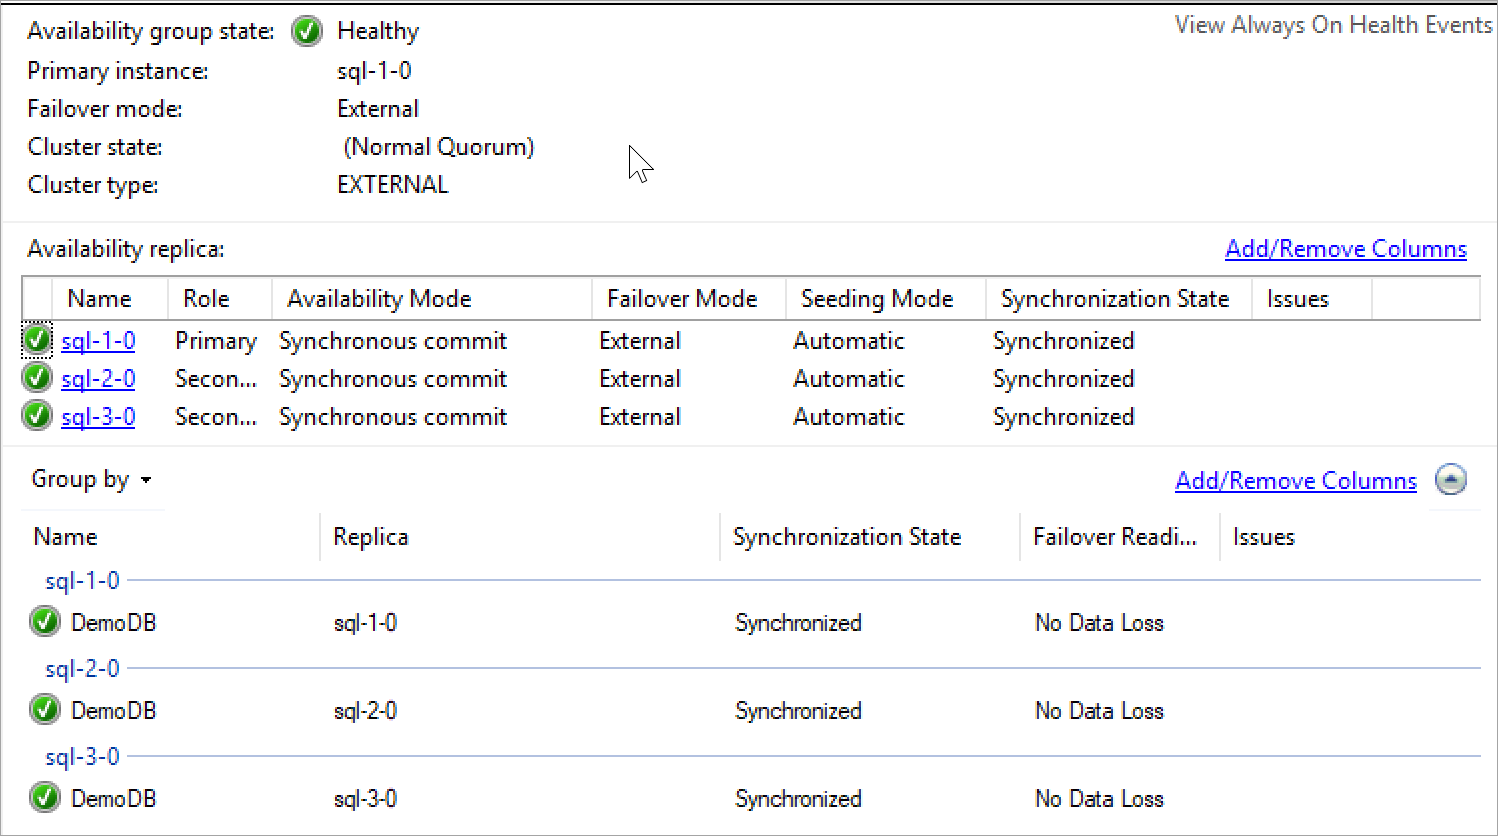 Availability group state: Healthy View Always On Health Events
Primary instance: sql-1-0
Failover mode: External
Cluster state: (Normal Quorum)
Cluster type: EXTERNAL
Availability replica: Add/Remove Columns
Name Role Availability Mode Failover Mode Seeding Mode Synchronization State Issues
sql-1-0 Primary Synchronous commit External Automatic Synchronized
sql-2-0 Secon... Synchronous commit External Automatic Synchronized
sql-3-0 Secon... Synchronous commit External Automatic Synchronized
Group by Add/Remove Columns
Name Replica Synchronization State Failover Readi... Issues
sql-1-0
DemoDB sql-1-0 Synchronized No Data Loss
sql-2-0
DemoDB sql-2-0 Synchronized No Data Loss
sql-3-0
DemoDB sql-3-0 Synchronized No Data Loss